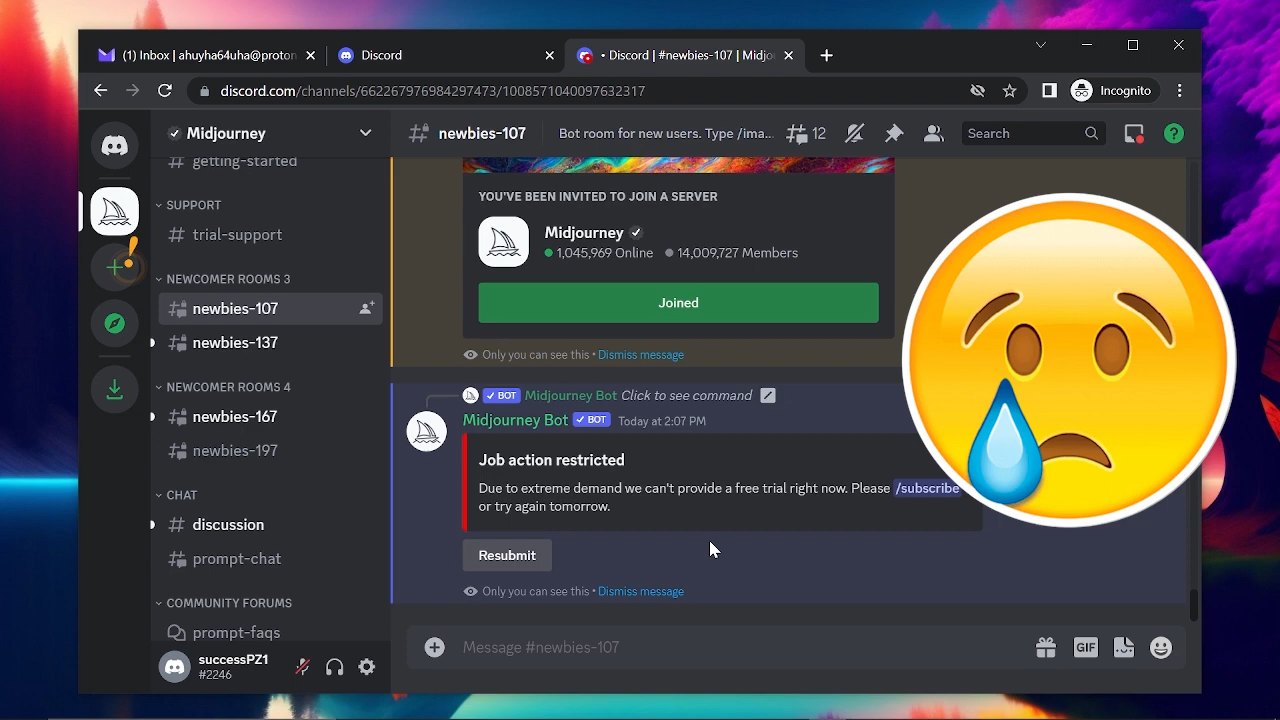 (1) Inbox | ahuyha64uha@proton
Discord
• Discord | #newbies-107 | Midjo
discord.com/channels/662267976984297473/1008571040097632317
Incognito
Midjourney
newbies-107
Bot room for new users. Type /ima...
12
Search
getting-started
SUPPORT
trial-support
NEWCOMER ROOMS 3
newbies-107
newbies-137
NEWCOMER ROOMS 4
newbies-167
newbies-197
CHAT
discussion
prompt-chat
COMMUNITY FORUMS
prompt-faqs
successPZ1
#2246
YOU'VE BEEN INVITED TO JOIN A SERVER
Midjourney
1,045,969 Online 14,009,727 Members
Joined
Only you can see this • Dismiss message
BOT Midjourney Bot Click to see command
Midjourney Bot BOT Today at 2:07 PM
Job action restricted
Due to extreme demand we can't provide a free trial right now. Please /subscribe
or try again tomorrow.
Resubmit
Only you can see this • Dismiss message
Message #newbies-107
GIF